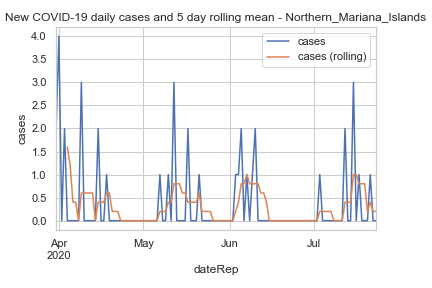 New COVID-19 daily cases and 5 day rolling mean - Northern_Mariana_Islands
cases
cases (rolling)
4.0
3.5
3.0
2.5
2.0
1.5
1.0
0.5
0.0
cases
Apr
2020
May
Jun
Jul
dateRep